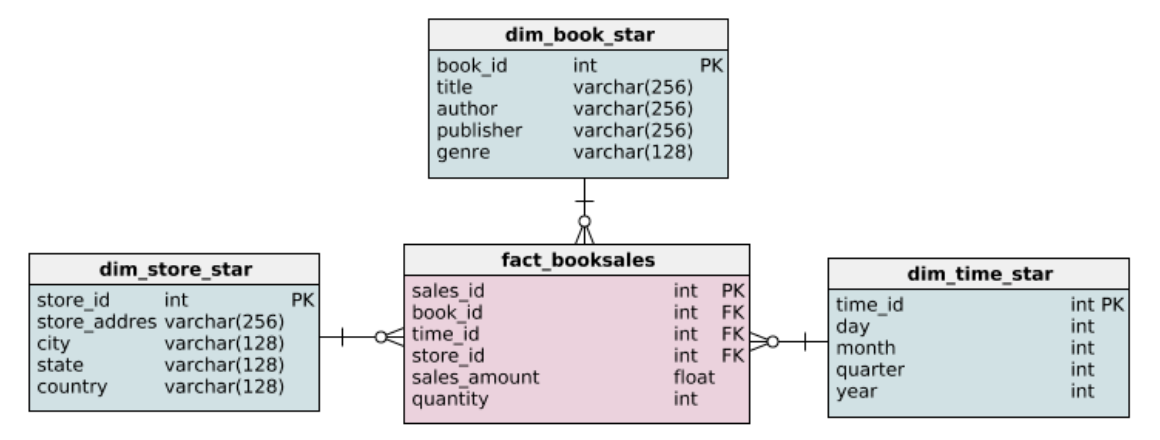 dim_book_star
book_id int PK
title varchar(256)
author varchar(256)
publisher varchar(256)
genre varchar(128)
dim_store_star
store_id int PK
store_addres varchar(256)
city varchar(128)
state varchar(128)
country varchar(128)
fact_booksales
sales_id int PK
book_id int FK
time_id int FK
store_id int FK
sales_amount float
quantity int
dim_time_star
time_id int PK
day int
month int
quarter int
year int